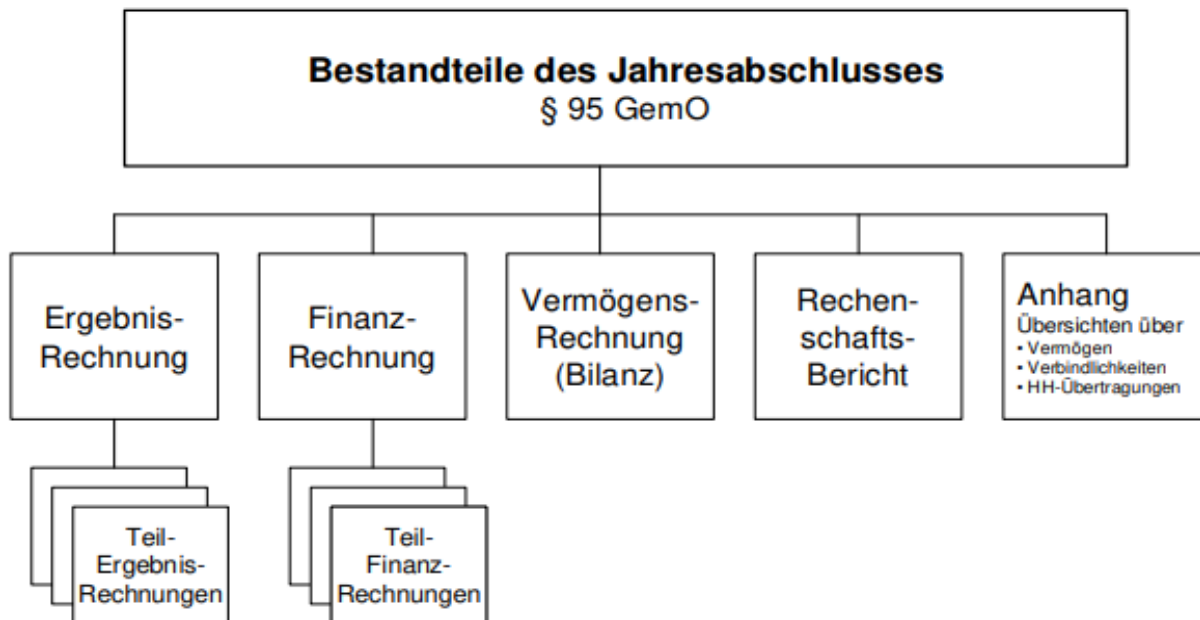 Bestandteile des Jahresabschlusses
§ 95 GemO
Ergebnis-
Rechnung
Finanz-
Rechnung
Vermögens-
Rechnung
(Bilanz)
Rechen-
schafts-
Bericht
Anhang
Übersichten über
• Vermögen
• Verbindlichkeiten
• HH-Übertragungen
Teil-
Ergebnis-
Rechnungen
Teil-
Finanz-
Rechnungen